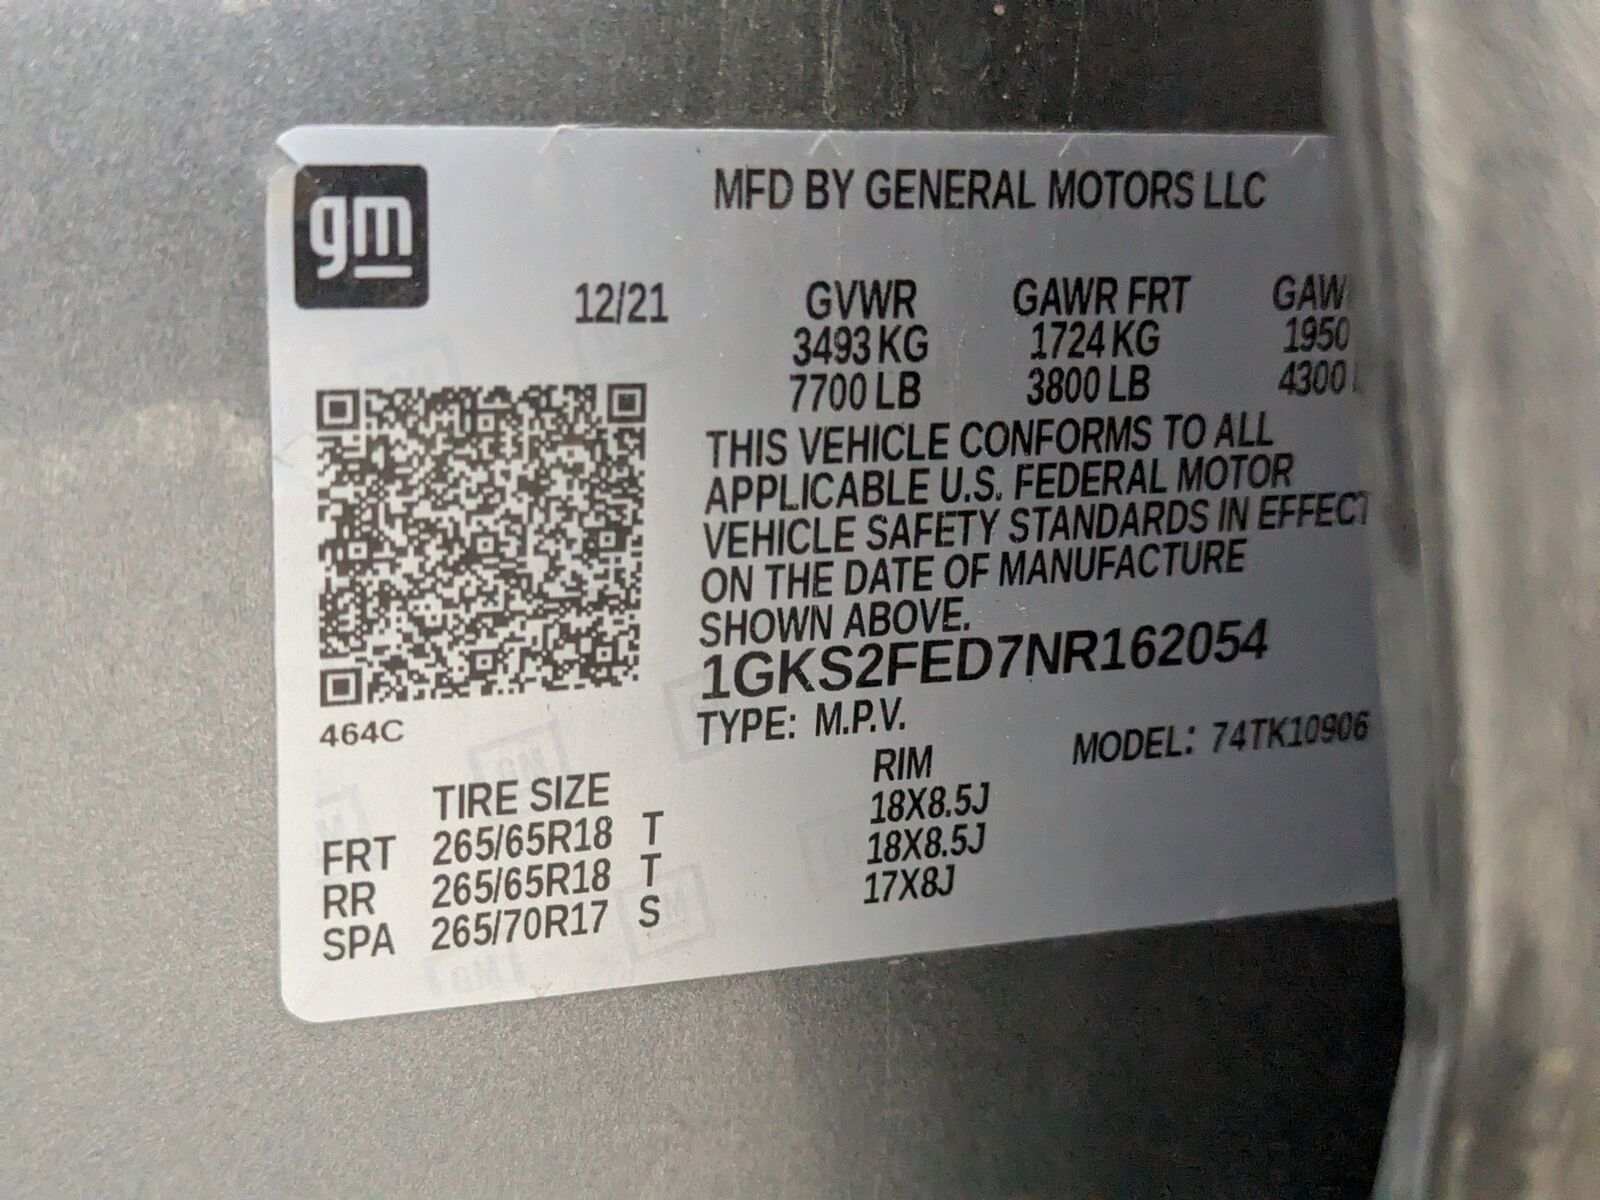 gm
MFD BY GENERAL MOTORS LLC
12/21 GVWR GAWR FRT GAW
3493 KG 1724 KG 1950
7700 LB 3800 LB 4300
THIS VEHICLE CONFORMS TO ALL
APPLICABLE U.S. FEDERAL MOTOR
VEHICLE SAFETY STANDARDS IN EFFECT
ON THE DATE OF MANUFACTURE
SHOWN ABOVE.
1GKS2FED7NR162054
464C
TYPE: M.P.V.
MODEL: 74TK10906
TIRE SIZE RIM
FRT 265/65R18 T 18X8.5J
RR 265/65R18 T 18X8.5J
SPA 265/70R17 S 17X8J